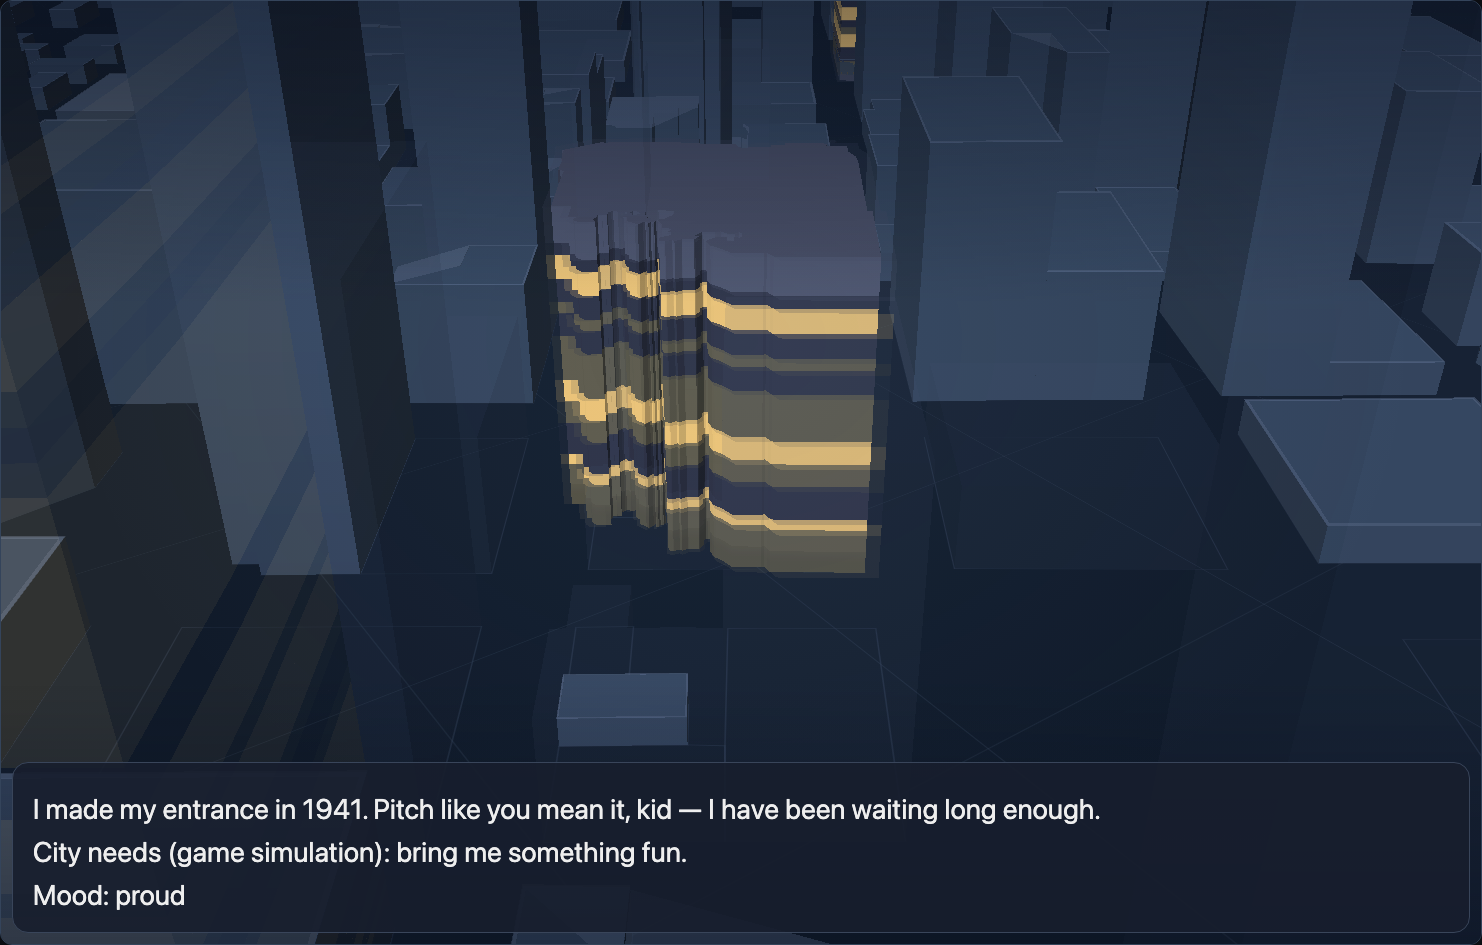 I made my entrance in 1941. Pitch like you mean it, kid — I have been waiting long enough.
City needs (game simulation): bring me something fun.
Mood: proud